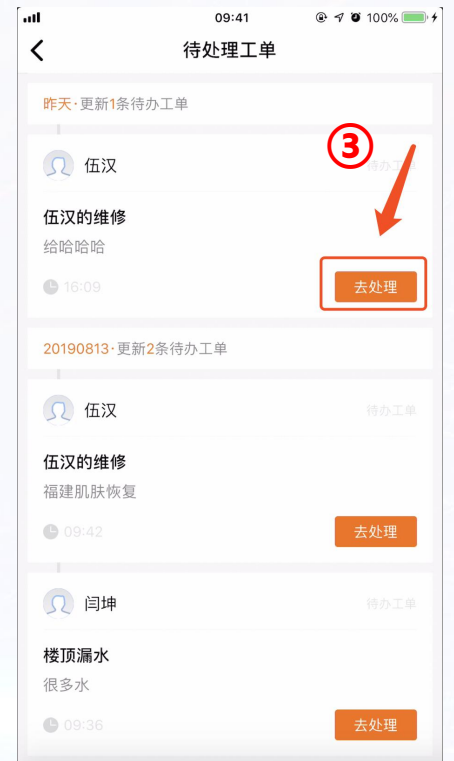 09:41
100%
待处理工单
昨天·更新1条待办工单
③
伍汉
待办工单
伍汉的维修
给哈哈哈
16:09
去处理
20190813·更新2条待办工单
伍汉
待办工单
伍汉的维修
福建肌肤恢复
09:42
去处理
闫坤
待办工单
楼顶漏水
很多水
09:36
去处理